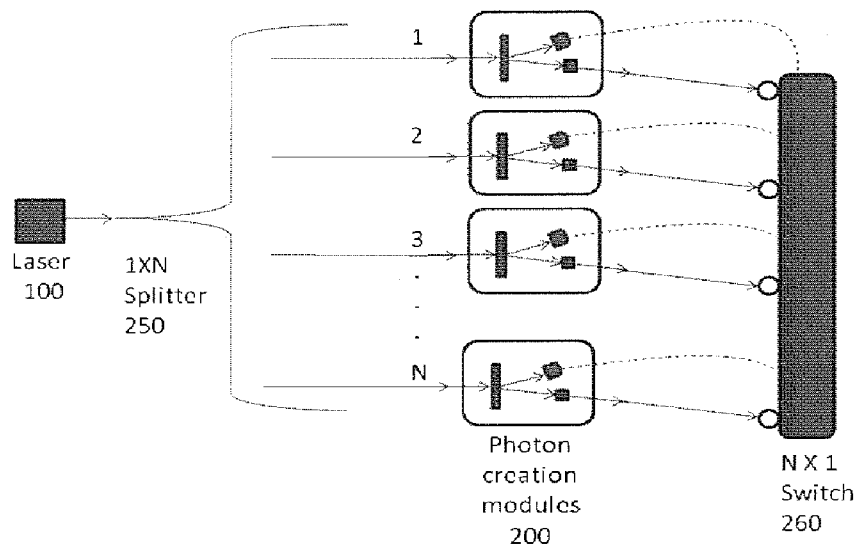 1
2
3
N
Laser
100
1XN
Splitter
250
Photon
creation
modules
200
N X 1
Switch
260